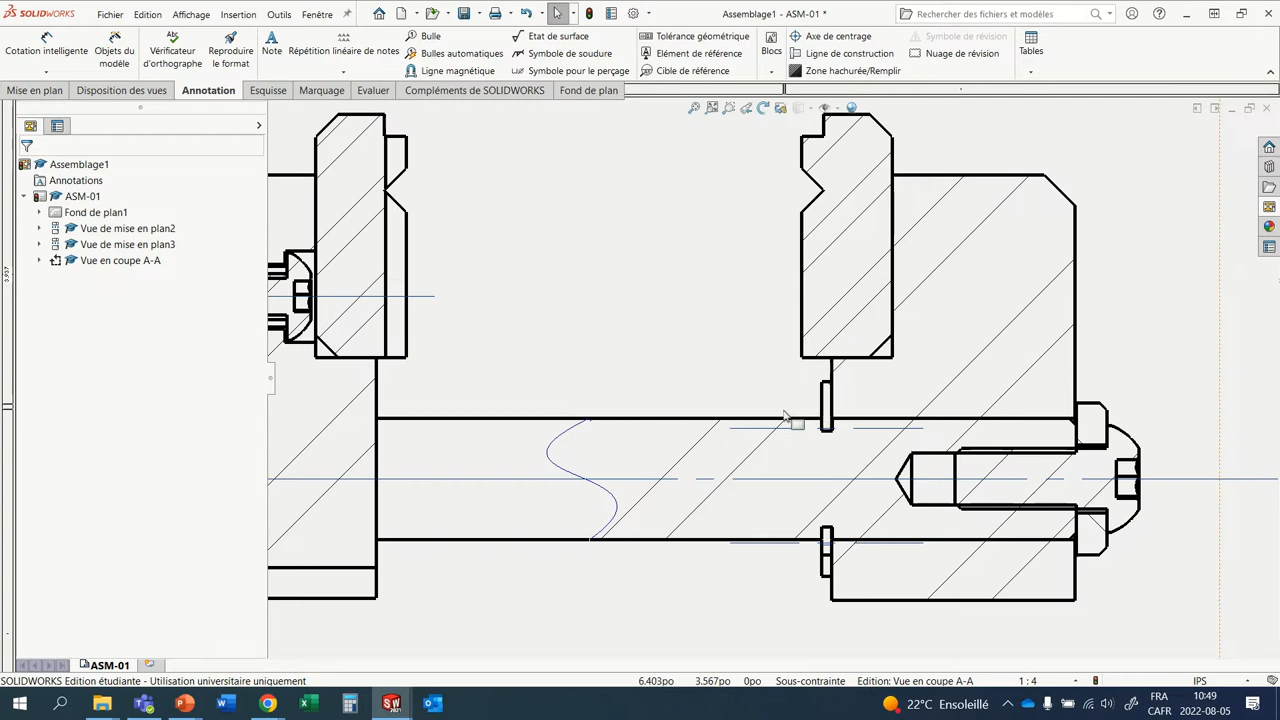 SOLIDWORKS Fichier Edition Affichage Insertion Outils Fenêtre Assemblage1 - ASM-01 * Rechercher des fichiers et modèles
Cotation intelligente Objets du modèle Vérificateur d'orthographe Reproduire le format Note Répétition linéaire de notes Bulle Etat de surface Tolérance géométrique Blocs Axe de centrage Symbole de révision Tables
Bulles automatiques Symbole de soudure Elément de référence Ligne de construction Nuage de révision
Ligne magnétique Symbole pour le perçage Cible de référence Zone hachurée/Remplir
Mise en plan Disposition des vues Annotation Esquisse Marquage Evaluer Compléments de SOLIDWORKS Fond de plan
Assemblage1
Annotations
ASM-01
Fond de plan1
Vue de mise en plan2
Vue de mise en plan3
Vue en coupe A-A
ASM-01
SOLIDWORKS Edition étudiante - Utilisation universitaire uniquement 6.403po 3.567po 0po Sous-contrainte Edition: Vue en coupe A-A 1 : 4 IPS
22°C Ensoleillé FRA CAFR 10:49 2022-08-05